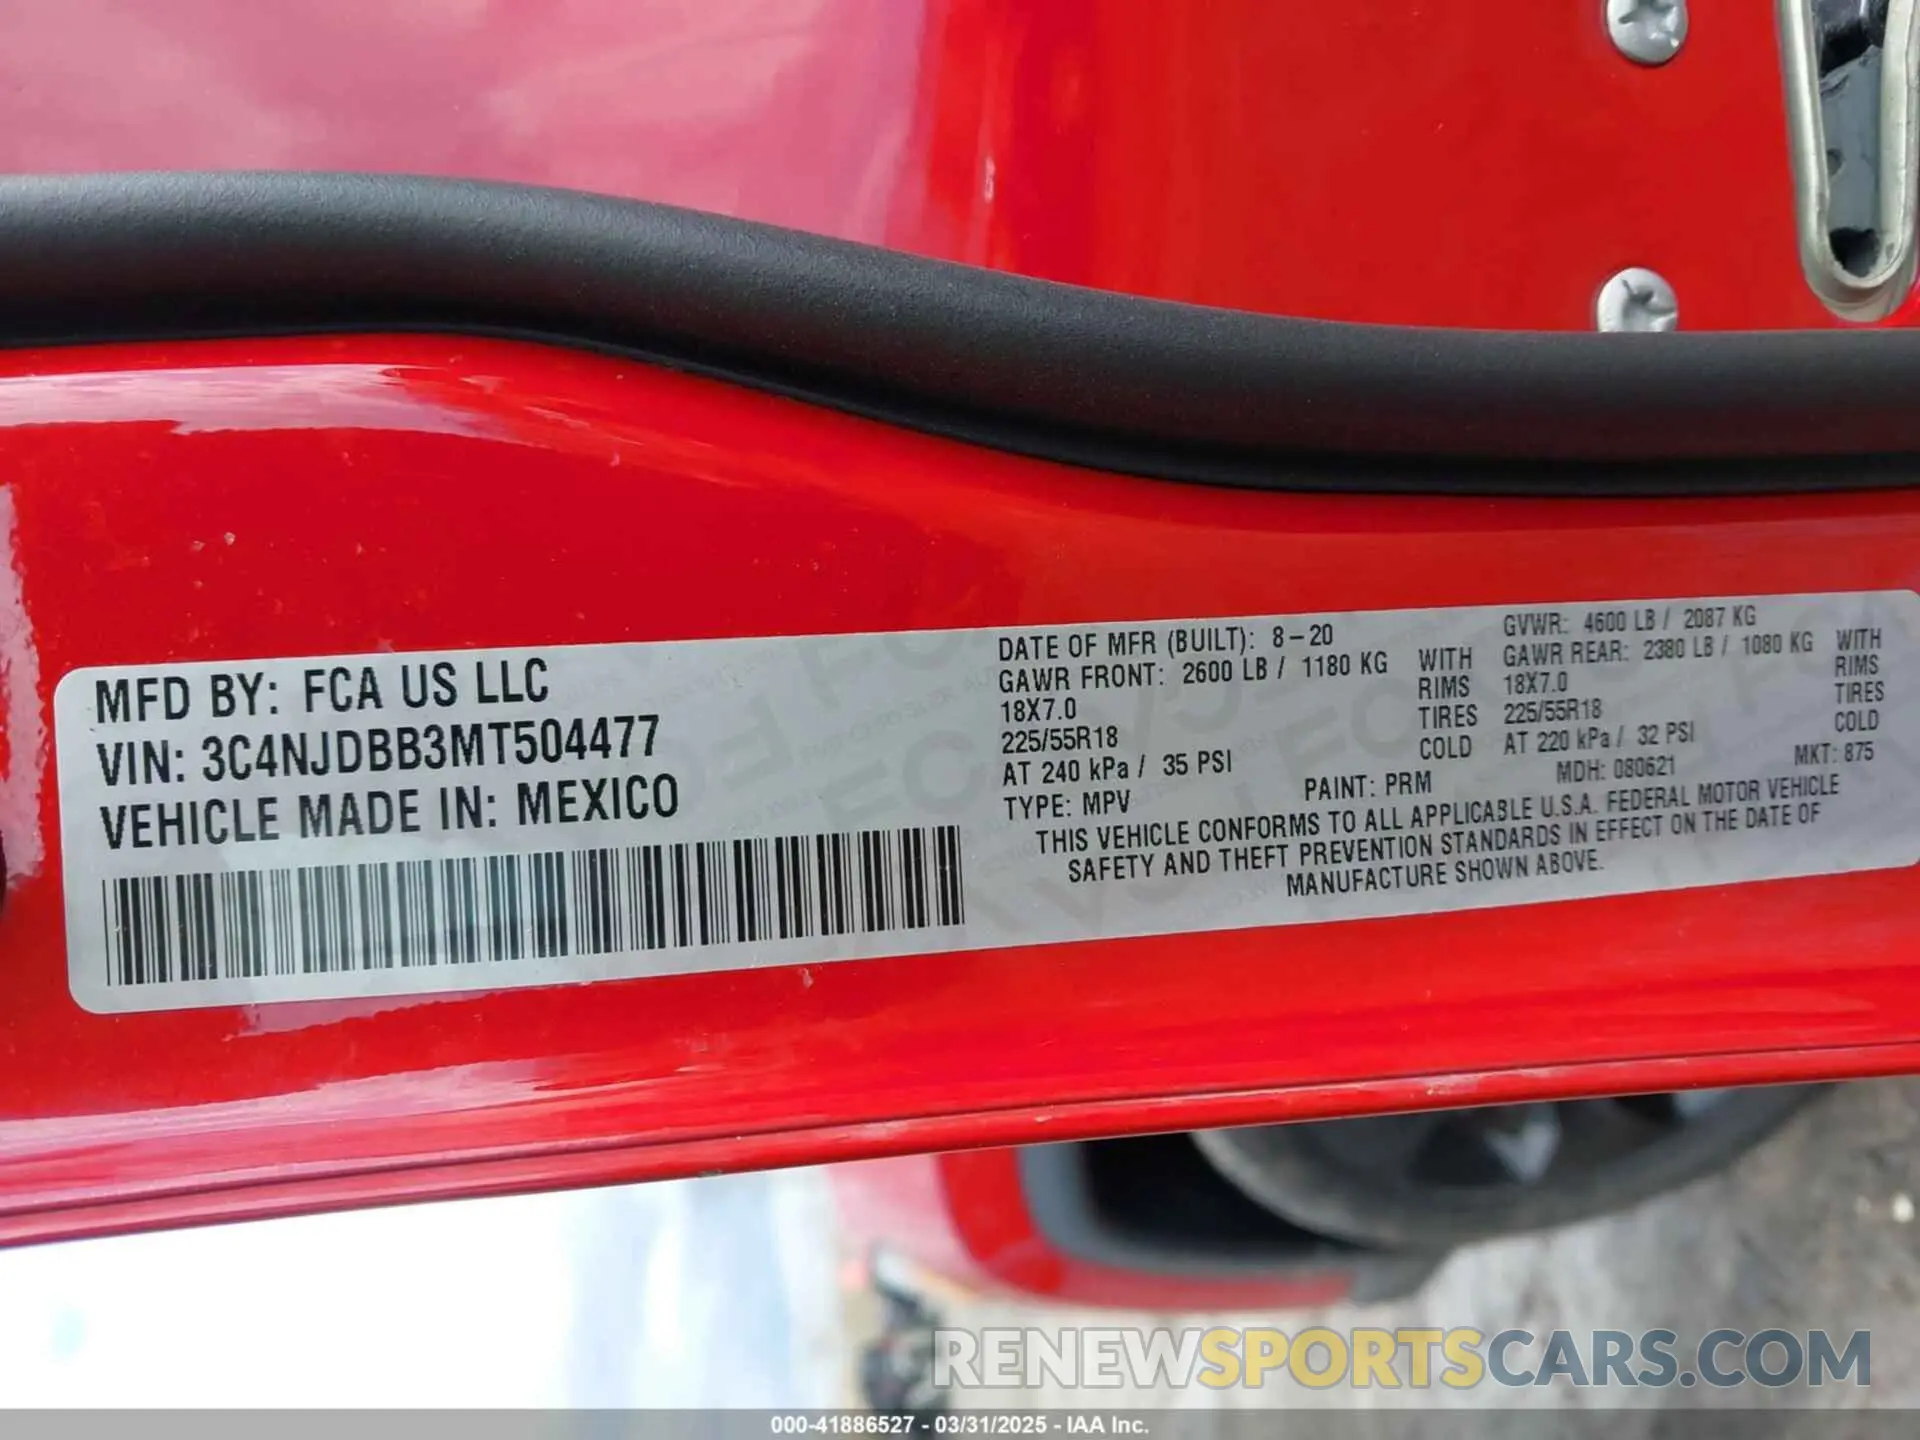 MFD BY: FCA US LLC
VIN: 3C4NJDBB3MT504477
VEHICLE MADE IN: MEXICO
DATE OF MFR (BUILT): 8-20
GAWR FRONT: 2600 LB / 1180 KG WITH
18X7.0 RIMS
225/55R18 TIRES
AT 240 kPa / 35 PSI COLD
GVWR: 4600 LB / 2087 KG
GAWR REAR: 2380 LB / 1080 KG WITH
18X7.0 RIMS
225/55R18 TIRES
AT 220 kPa / 32 PSI COLD
TYPE: MPV PAINT: PRM MDH: 080621 MKT: 875
THIS VEHICLE CONFORMS TO ALL APPLICABLE U.S.A. FEDERAL MOTOR VEHICLE
SAFETY AND THEFT PREVENTION STANDARDS IN EFFECT ON THE DATE OF
MANUFACTURE SHOWN ABOVE.
RENEWSPORTSCARS.COM
000-41886527 - 03/31/2025 - IAA Inc.